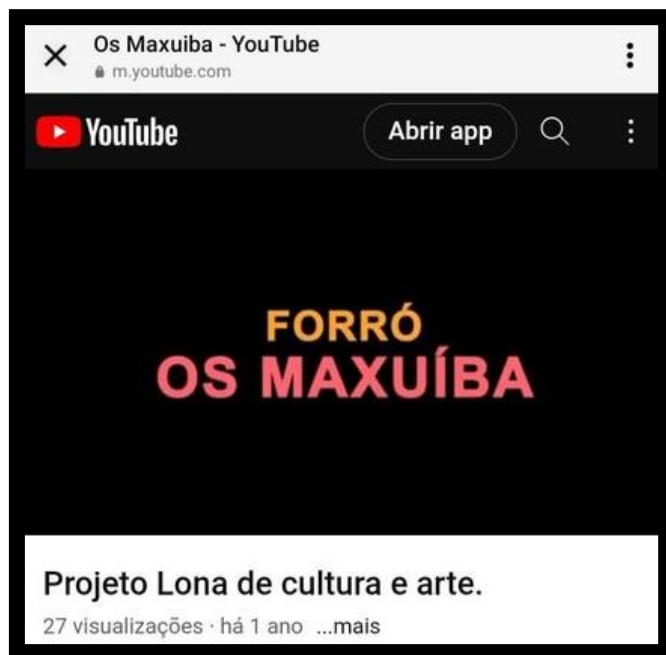 Os Maxuiba - YouTube
m.youtube.com
YouTube
Abrir app
FORRÓ
OS MAXUÍBA
Projeto Lona de cultura e arte.
27 visualizações · há 1 ano ...mais